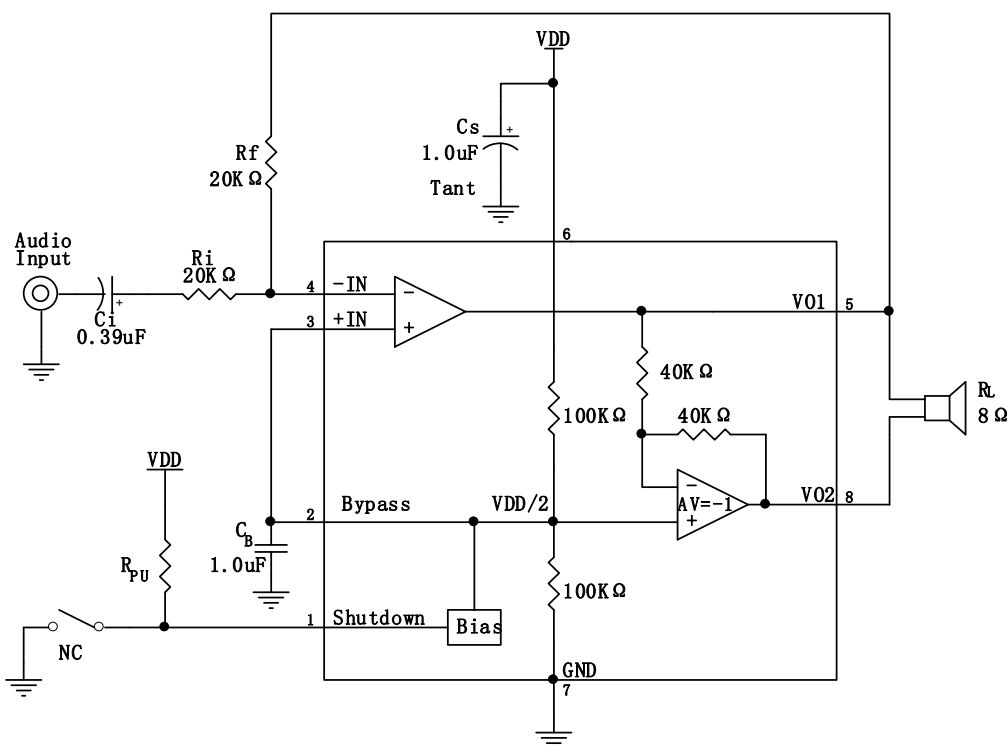 VDD
Cs
+
1.0uF
Tant
Rf
20KΩ
6
Audio
Input
Ri
20KΩ
4
-IN
−
+
Ci
0.39uF
3
+IN
+
VO1
5
40KΩ
RL
8Ω
100KΩ
40KΩ
VDD
2
Bypass
VDD/2
−
AV=-1
+
VO2
8
CB
1.0uF
RPU
100KΩ
1
Shutdown
Bias
NC
GND
7